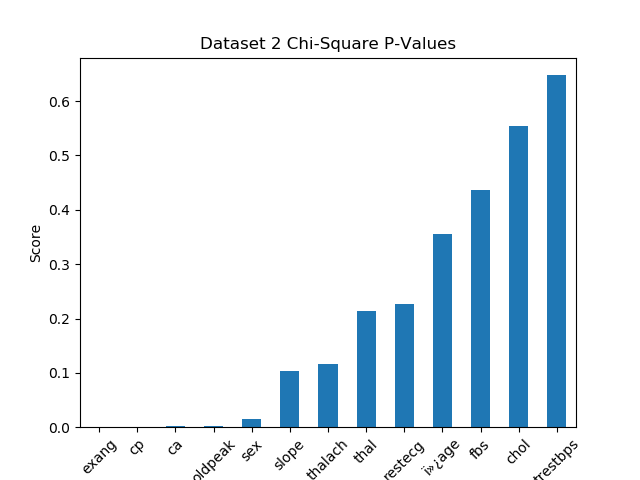 Dataset 2 Chi-Square P-Values
Score
0.6
0.5
0.4
0.3
0.2
0.1
0.0
exang
cp
ca
oldpeak
sex
slope
thalach
thal
restecg
ï»¿age
fbs
chol
trestbps